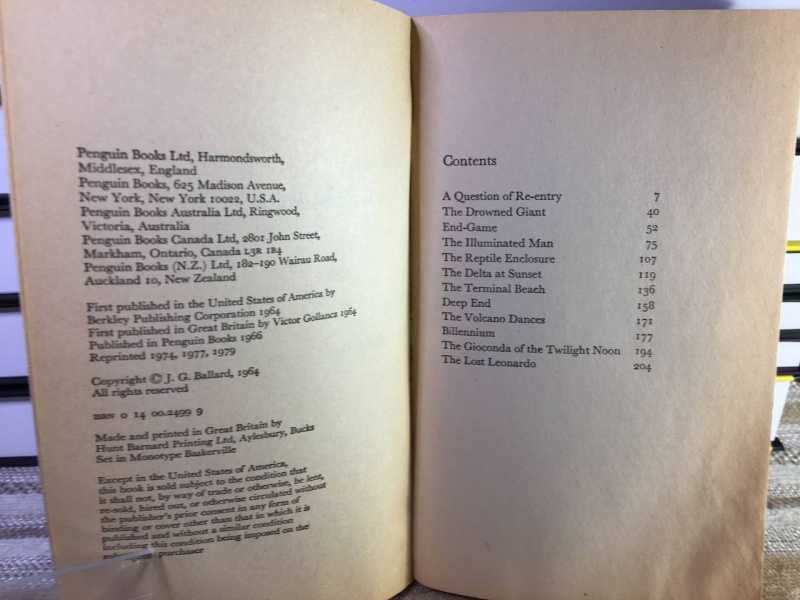 Penguin Books Ltd, Harmondsworth,
Middlesex, England
Penguin Books, 625 Madison Avenue,
New York, New York 10022, U.S.A.
Penguin Books Australia Ltd, Ringwood,
Victoria, Australia
Penguin Books Canada Ltd, 2801 John Street,
Markham, Ontario, Canada L3R 1B4
Penguin Books (N.Z.) Ltd, 182–190 Wairau Road,
Auckland 10, New Zealand
First published in the United States of America by
Berkley Publishing Corporation 1964
First published in Great Britain by Victor Gollancz 1964
Published in Penguin Books 1966
Reprinted 1974, 1977, 1979
Copyright © J. G. Ballard, 1964
All rights reserved
ISBN 0 14 00.2499 9
Made and printed in Great Britain by
Hunt Barnard Printing Ltd, Aylesbury, Bucks
Set in Monotype Baskerville
Except in the United States of America,
this book is sold subject to the condition that
it shall not, by way of trade or otherwise, be lent,
re-sold, hired out, or otherwise circulated without
the publisher's prior consent in any form of
binding or cover other than that in which it is
published and without a similar condition
including this condition being imposed on the
purchaser
Contents
A Question of Re-entry 7
The Drowned Giant 40
End-Game 52
The Illuminated Man 75
The Reptile Enclosure 107
The Delta at Sunset 119
The Terminal Beach 136
Deep End 158
The Volcano Dances 171
Billennium 177
The Gioconda of the Twilight Noon 194
The Lost Leonardo 204